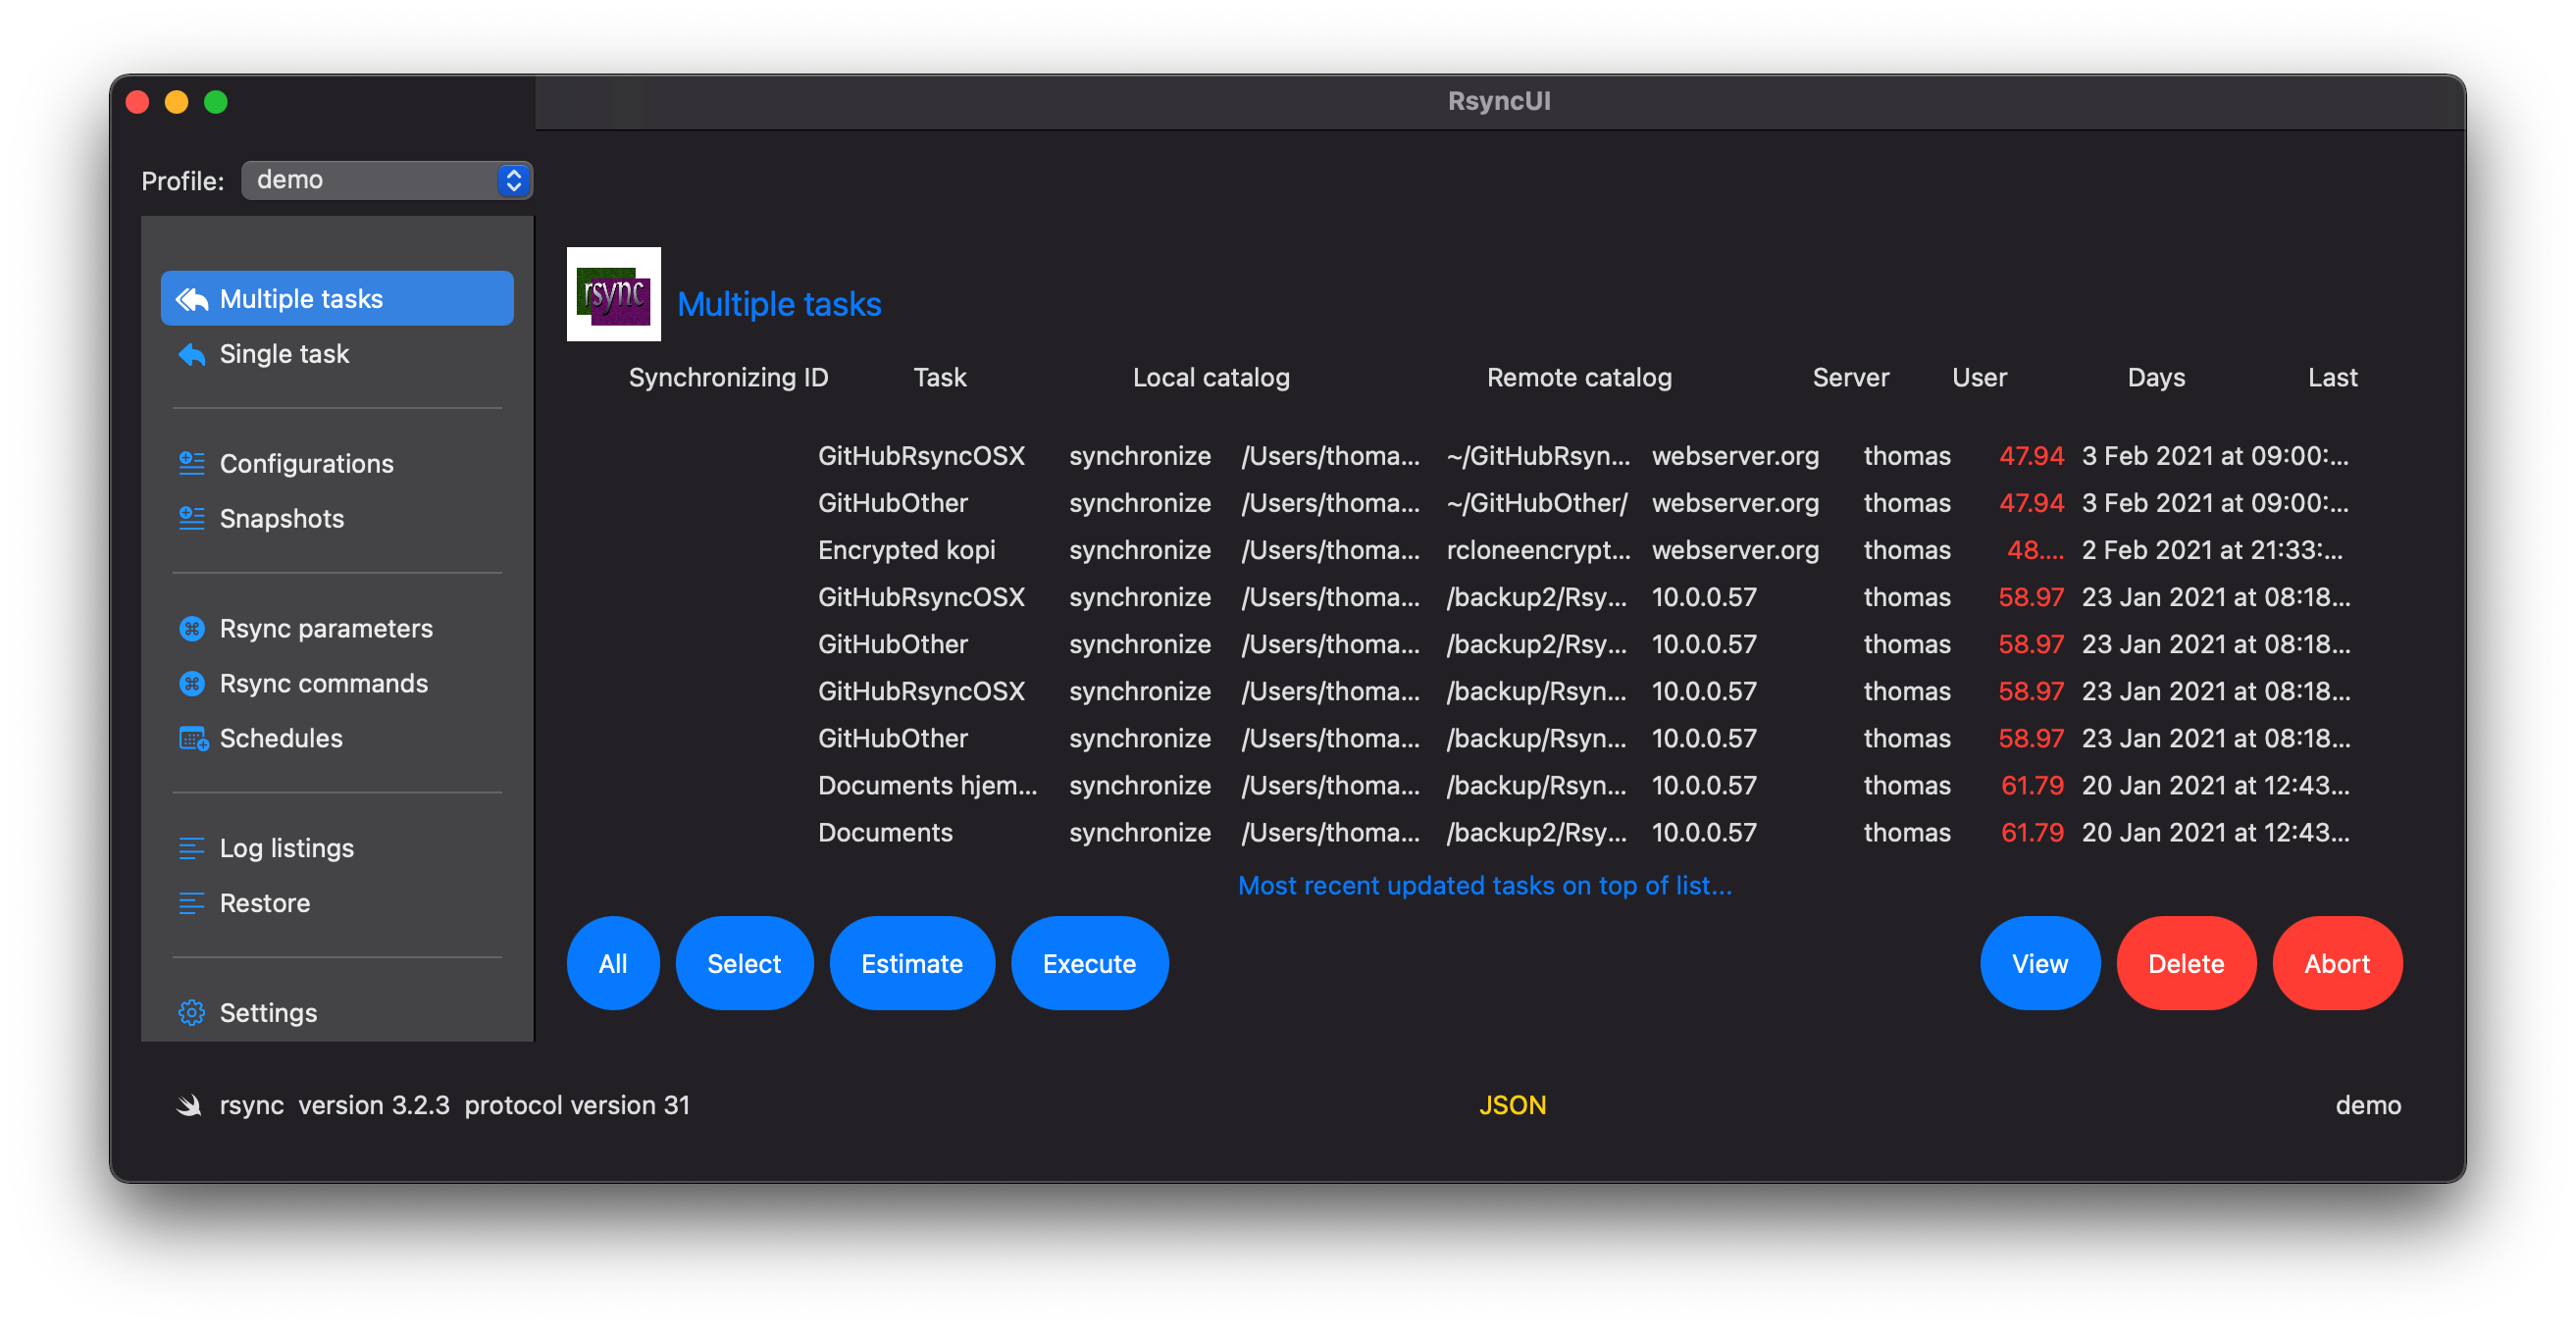 RsyncUI
Profile: demo
Multiple tasks
Single task
Configurations
Snapshots
Rsync parameters
Rsync commands
Schedules
Log listings
Restore
Settings
rsync
Multiple tasks
Synchronizing ID Task Local catalog Remote catalog Server User Days Last
GitHubRsyncOSX synchronize /Users/thoma... ~/GitHubRsyn... webserver.org thomas 47.94 3 Feb 2021 at 09:00:...
GitHubOther synchronize /Users/thoma... ~/GitHubOther/ webserver.org thomas 47.94 3 Feb 2021 at 09:00:...
Encrypted kopi synchronize /Users/thoma... rcloneencrypt... webserver.org thomas 48.... 2 Feb 2021 at 21:33:...
GitHubRsyncOSX synchronize /Users/thoma... /backup2/Rsy... 10.0.0.57 thomas 58.97 23 Jan 2021 at 08:18...
GitHubOther synchronize /Users/thoma... /backup2/Rsy... 10.0.0.57 thomas 58.97 23 Jan 2021 at 08:18...
GitHubRsyncOSX synchronize /Users/thoma... /backup/Rsyn... 10.0.0.57 thomas 58.97 23 Jan 2021 at 08:18...
GitHubOther synchronize /Users/thoma... /backup/Rsyn... 10.0.0.57 thomas 58.97 23 Jan 2021 at 08:18...
Documents hjem... synchronize /Users/thoma... /backup/Rsyn... 10.0.0.57 thomas 61.79 20 Jan 2021 at 12:43...
Documents synchronize /Users/thoma... /backup2/Rsy... 10.0.0.57 thomas 61.79 20 Jan 2021 at 12:43...
Most recent updated tasks on top of list...
All Select Estimate Execute View Delete Abort
rsync version 3.2.3 protocol version 31 JSON demo